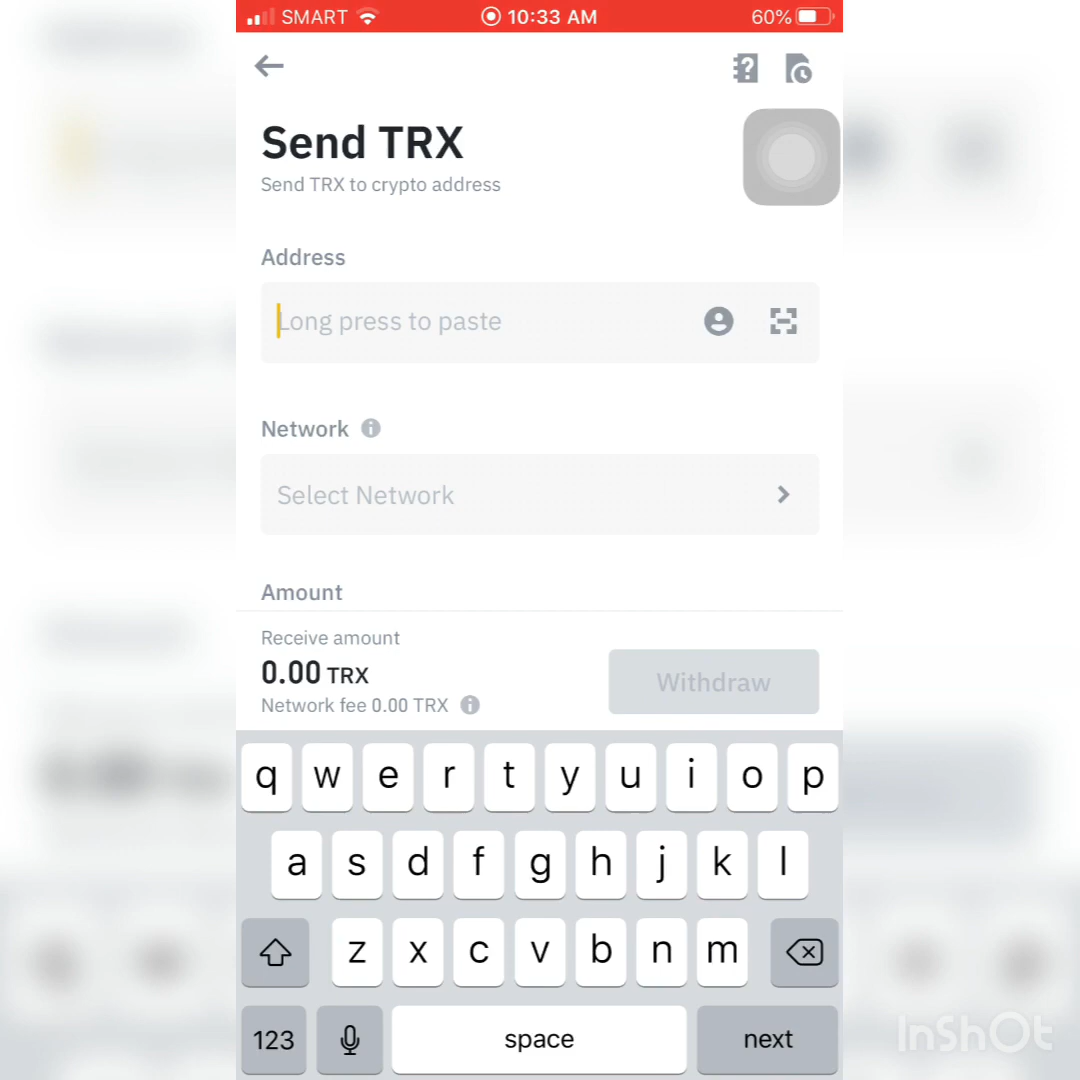 SMART 10:33 AM 60%
Send TRX
Send TRX to crypto address
Address
Long press to paste
Network
Select Network
Amount
Receive amount
0.00 TRX
Network fee 0.00 TRX
Withdraw
q w e r t y u i o p
a s d f g h j k l
z x c v b n m
123 space next
InShOt